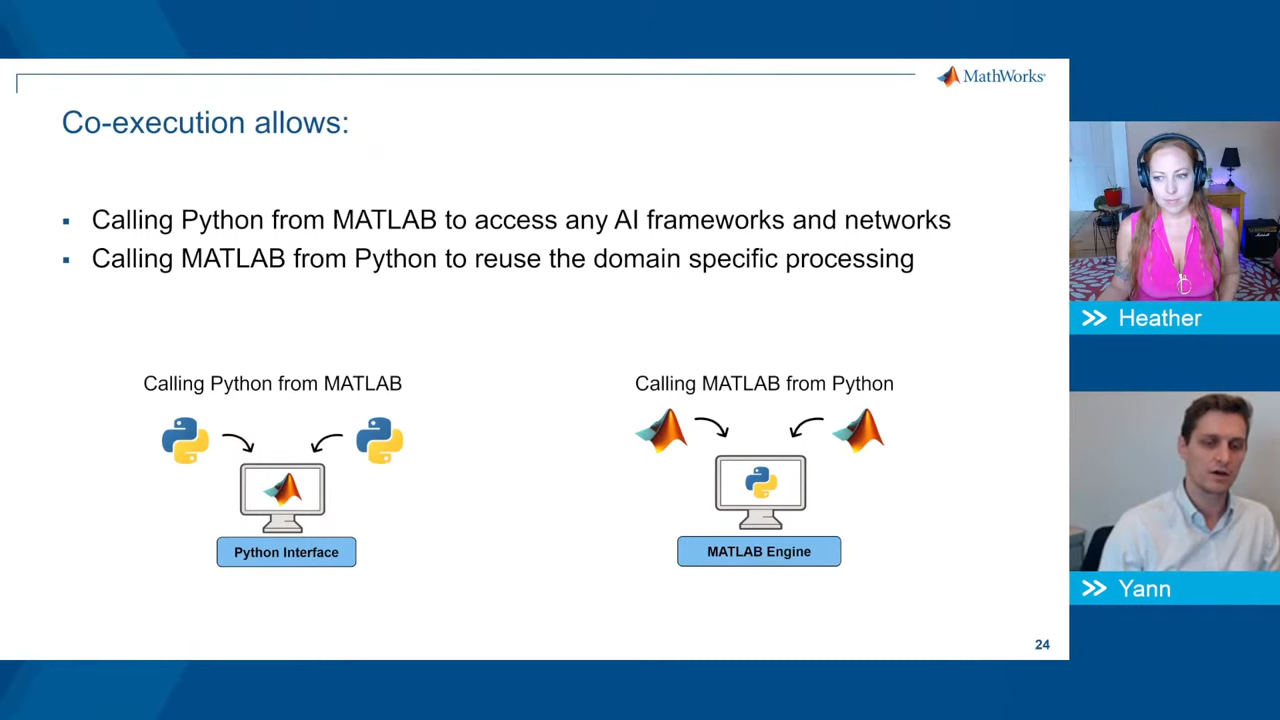 MathWorks®
Co-execution allows:
▪ Calling Python from MATLAB to access any AI frameworks and networks
▪ Calling MATLAB from Python to reuse the domain specific processing
Calling Python from MATLAB
Calling MATLAB from Python
Python Interface
MATLAB Engine
24
Heather
Yann